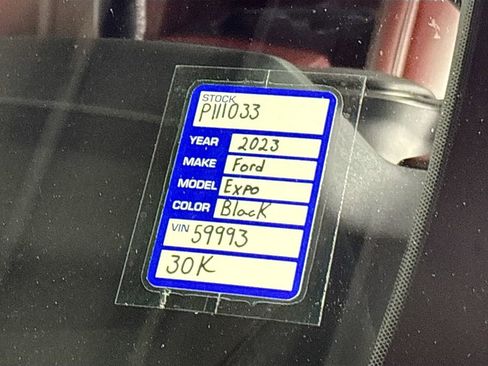 STOCK
P111033
YEAR 2023
MAKE Ford
MODEL Expo
COLOR Black
VIN 59993
30K